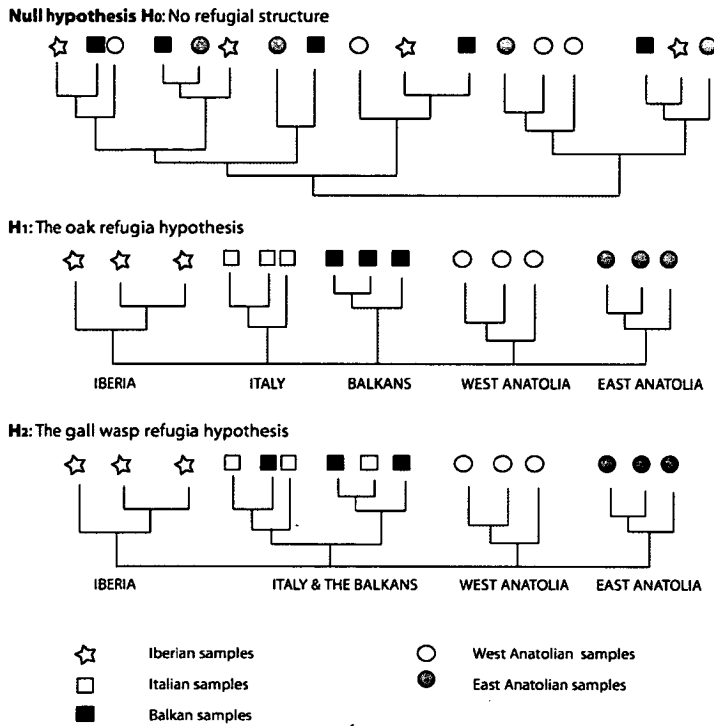 Null hypothesis H0: No refugial structure
H1: The oak refugia hypothesis
IBERIA ITALY BALKANS WEST ANATOLIA EAST ANATOLIA
H2: The gall wasp refugia hypothesis
IBERIA ITALY & THE BALKANS WEST ANATOLIA EAST ANATOLIA
Iberian samples West Anatolian samples
Italian samples East Anatolian samples
Balkan samples